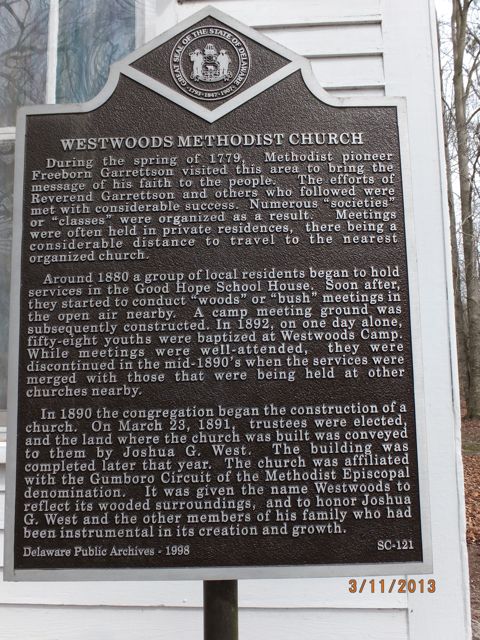 GREAT SEAL OF THE STATE OF DELAWARE
1793·1847·1907
WESTWOODS METHODIST CHURCH
During the spring of 1779, Methodist pioneer
Freeborn Garrettson visited this area to bring the
message of his faith to the people. The efforts of
Reverend Garrettson and others who followed were
met with considerable success. Numerous “societies”
or “classes” were organized as a result. Meetings
were often held in private residences, there being a
considerable distance to travel to the nearest
organized church.
Around 1880 a group of local residents began to hold
services in the Good Hope School House. Soon after,
they started to conduct “woods” or “bush” meetings in
the open air nearby. A camp meeting ground was
subsequently constructed. In 1892, on one day alone,
fifty-eight youths were baptized at Westwoods Camp.
While meetings were well-attended, they were
discontinued in the mid-1890's when the services were
merged with those that were being held at other
churches nearby.
In 1890 the congregation began the construction of a
church. On March 23, 1891, trustees were elected,
and the land where the church was built was conveyed
to them by Joshua G. West. The building was
completed later that year. The church was affiliated
with the Gumboro Circuit of the Methodist Episcopal
denomination. It was given the name Westwoods to
reflect its wooded surroundings, and to honor Joshua
G. West and the other members of his family who had
been instrumental in its creation and growth.
Delaware Public Archives - 1998 SC-121
3/11/2013